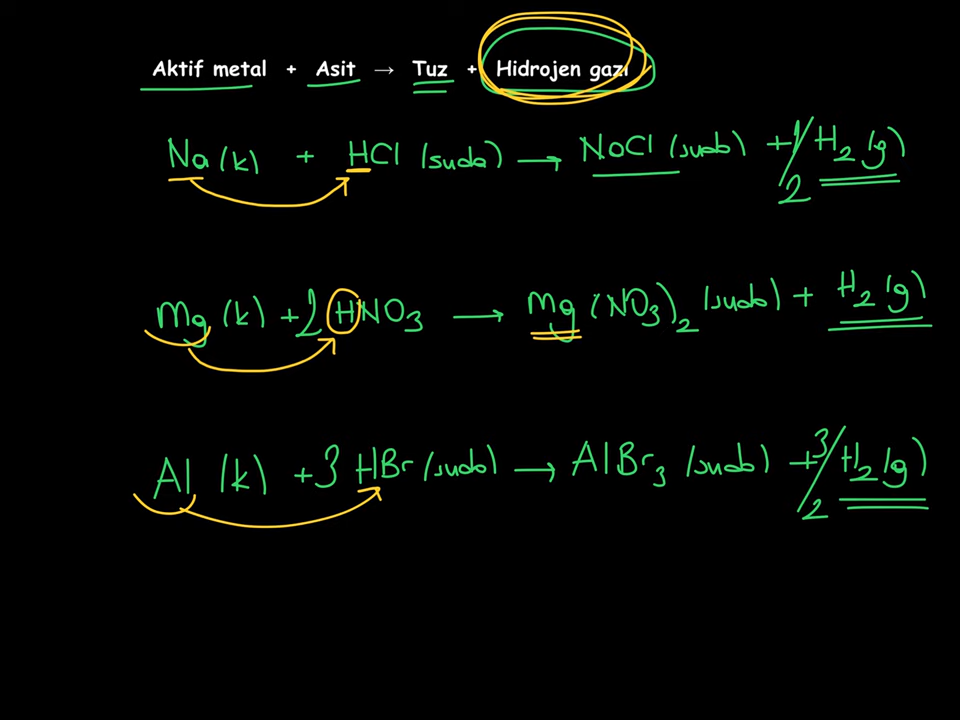 Aktif metal + Asit → Tuz + Hidrojen gazı
Na (k) + HCl (suda) → NaCl (suda) + 1/2 H₂ (g)
Mg (k) + 2 HNO₃ → Mg(NO₃)₂ (suda) + H₂ (g)
Al (k) + 3 HBr (suda) → AlBr₃ (suda) + 3/2 H₂ (g)